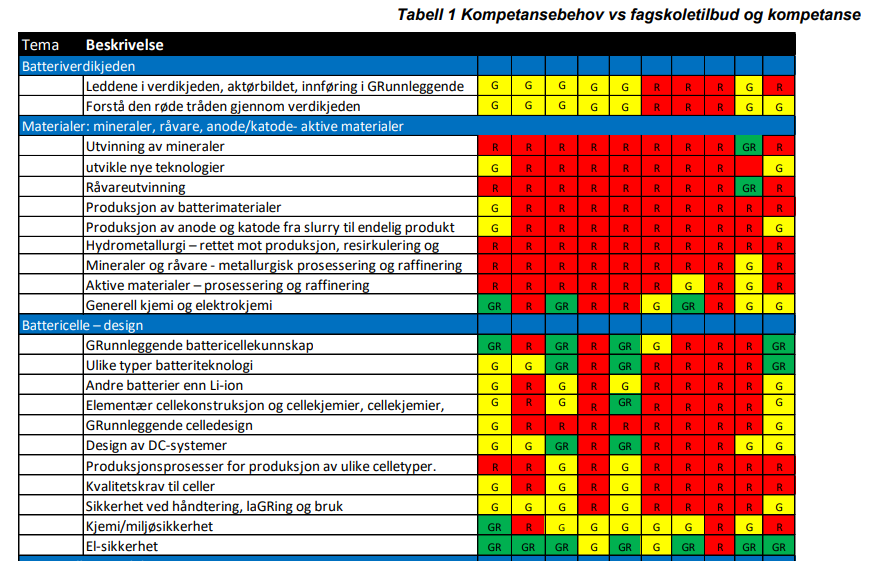 Tabell 1 Kompetansebehov vs fagskoletilbud og kompetanse
Tema Beskrivelse
Batteriverdikjeden
Leddene i verdikjeden, aktørbildet, innføring i GRunnleggende G G G G G R R R G R
Forstå den røde tråden gjennom verdikjeden G G G G G R R R G G
Materialer: mineraler, råvare, anode/katode- aktive materialer
Utvinning av mineraler R R R R R R R R GR R
utvikle nye teknologier G R R R R R R R G
Råvareutvinning R R R R R R R R GR R
Produksjon av batterimaterialer G R R R R R R R R R
Produksjon av anode og katode fra slurry til endelig produkt G R R R R R R R R G
Hydrometallurgi – rettet mot produksjon, resirkulering og R R R R R R R R R R
Mineraler og råvare - metallurgisk prosessering og raffinering R R R R R R R R G R
Aktive materialer – prosessering og raffinering R R R R R R G R G R
Generell kjemi og elektrokjemi GR R GR R R G GR R G G
Battericelle – design
GRunnleggende battericellekunnskap GR R GR R GR G R R R GR
Ulike typer batteriteknologi G G GR R GR R R R R GR
Andre batterier enn Li-ion G R G R G R R R R G
Elementær cellekonstruksjon og cellekjemier, cellekjemier, G R G R GR R R R R G
GRunnleggende celledesign G R R R R R R R R G
Design av DC-systemer G G GR R GR R R R G G
Produksjonsprosesser for produksjon av ulike celletyper. R R G R G R R R R R
Kvalitetskrav til celler G R G R G R R R R R
Sikkerhet ved håndtering, laGRing og bruk G G G R G R R R R G
Kjemi/miljøsikkerhet GR R G G G G G R G R
El-sikkerhet GR GR GR G GR G GR R GR GR